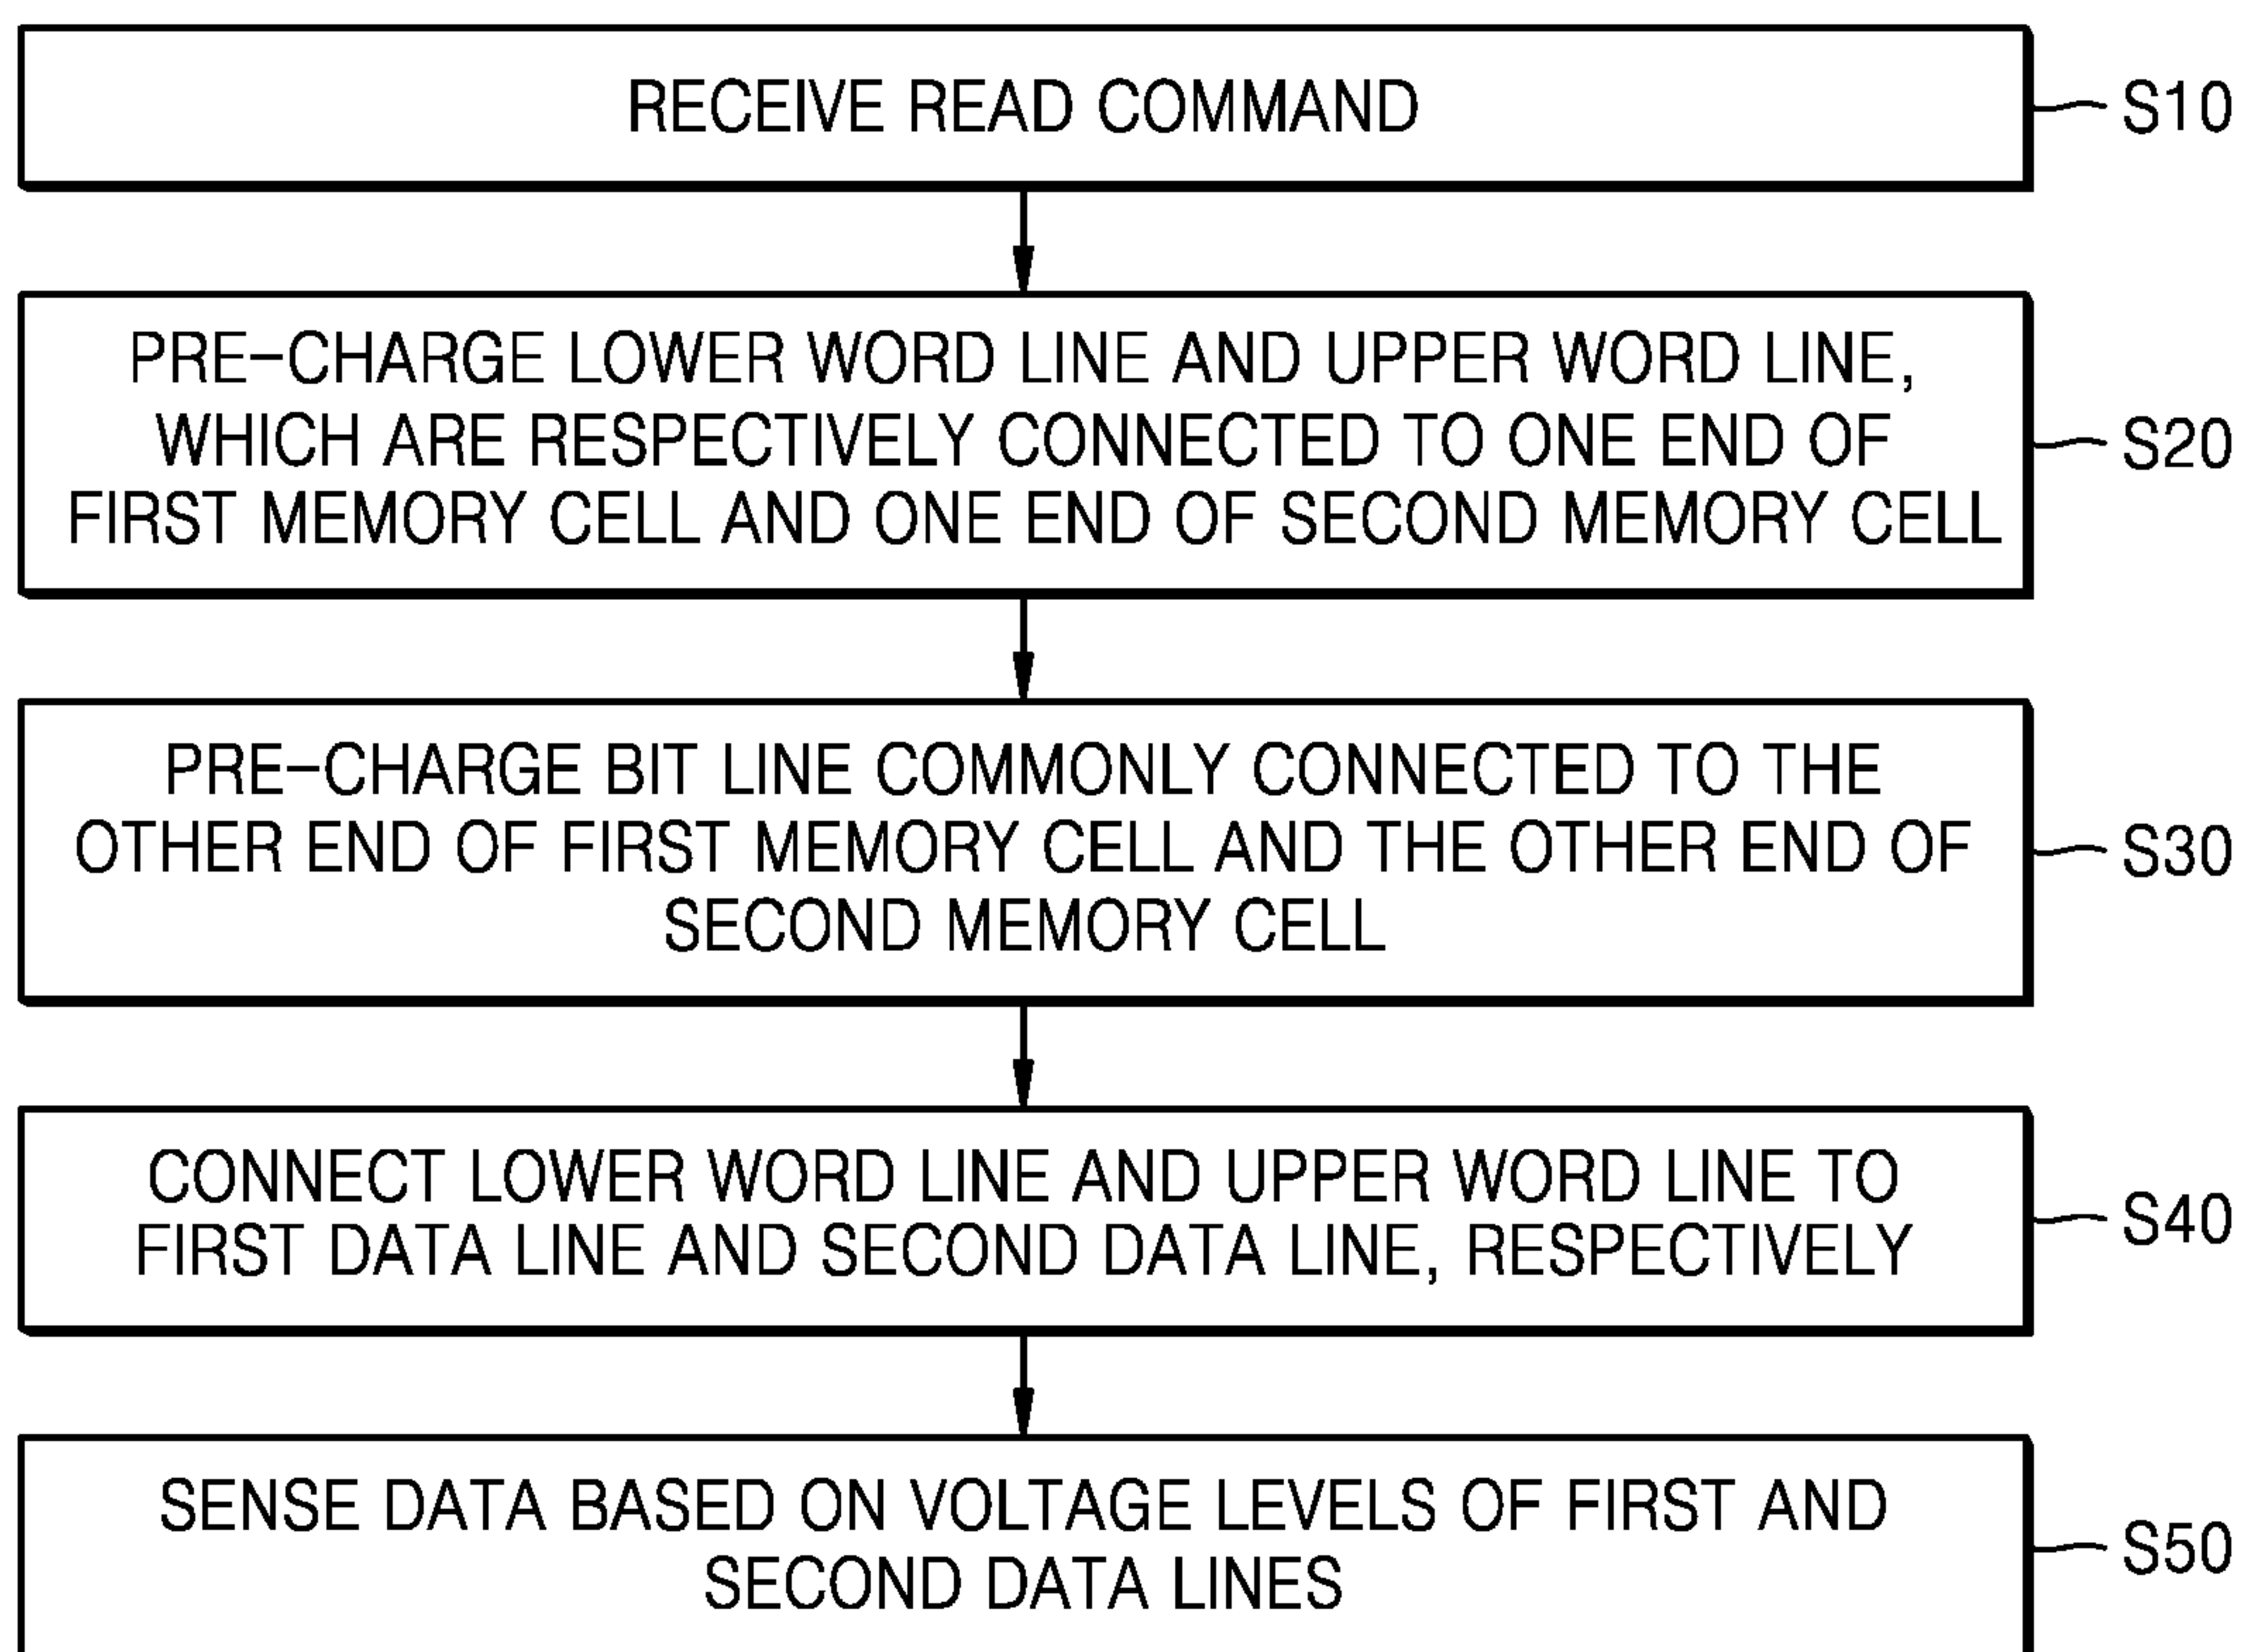 RECEIVE READ COMMAND
S10
PRE-CHARGE LOWER WORD LINE AND UPPER WORD LINE,
WHICH ARE RESPECTIVELY CONNECTED TO ONE END OF
FIRST MEMORY CELL AND ONE END OF SECOND MEMORY CELL
S20
PRE-CHARGE BIT LINE COMMONLY CONNECTED TO THE
OTHER END OF FIRST MEMORY CELL AND THE OTHER END OF
SECOND MEMORY CELL
S30
CONNECT LOWER WORD LINE AND UPPER WORD LINE TO
FIRST DATA LINE AND SECOND DATA LINE, RESPECTIVELY
S40
SENSE DATA BASED ON VOLTAGE LEVELS OF FIRST AND
SECOND DATA LINES
S50